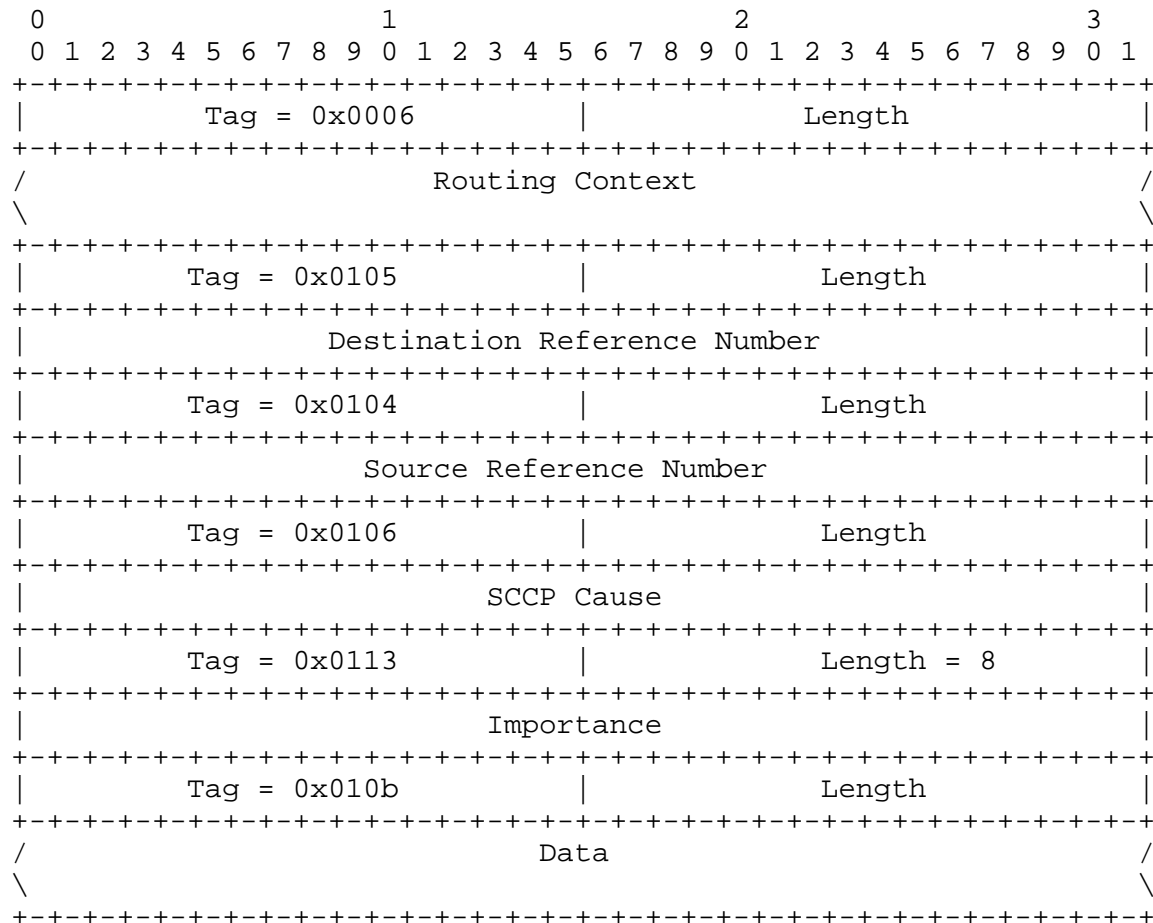 0                   1                   2                   3
 0 1 2 3 4 5 6 7 8 9 0 1 2 3 4 5 6 7 8 9 0 1 2 3 4 5 6 7 8 9 0 1
+-+-+-+-+-+-+-+-+-+-+-+-+-+-+-+-+-+-+-+-+-+-+-+-+-+-+-+-+-+-+-+-+
|          Tag = 0x0006         |            Length             |
+-+-+-+-+-+-+-+-+-+-+-+-+-+-+-+-+-+-+-+-+-+-+-+-+-+-+-+-+-+-+-+-+
/                       Routing Context                         /
\                                                               \
+-+-+-+-+-+-+-+-+-+-+-+-+-+-+-+-+-+-+-+-+-+-+-+-+-+-+-+-+-+-+-+-+
|         Tag = 0x0105          |             Length            |
+-+-+-+-+-+-+-+-+-+-+-+-+-+-+-+-+-+-+-+-+-+-+-+-+-+-+-+-+-+-+-+-+
|                 Destination Reference Number                  |
+-+-+-+-+-+-+-+-+-+-+-+-+-+-+-+-+-+-+-+-+-+-+-+-+-+-+-+-+-+-+-+-+
|         Tag = 0x0104          |             Length            |
+-+-+-+-+-+-+-+-+-+-+-+-+-+-+-+-+-+-+-+-+-+-+-+-+-+-+-+-+-+-+-+-+
|                   Source Reference Number                     |
+-+-+-+-+-+-+-+-+-+-+-+-+-+-+-+-+-+-+-+-+-+-+-+-+-+-+-+-+-+-+-+-+
|         Tag = 0x0106          |             Length            |
+-+-+-+-+-+-+-+-+-+-+-+-+-+-+-+-+-+-+-+-+-+-+-+-+-+-+-+-+-+-+-+-+
|                          SCCP Cause                           |
+-+-+-+-+-+-+-+-+-+-+-+-+-+-+-+-+-+-+-+-+-+-+-+-+-+-+-+-+-+-+-+-+
|         Tag = 0x0113          |             Length = 8        |
+-+-+-+-+-+-+-+-+-+-+-+-+-+-+-+-+-+-+-+-+-+-+-+-+-+-+-+-+-+-+-+-+
|                          Importance                           |
+-+-+-+-+-+-+-+-+-+-+-+-+-+-+-+-+-+-+-+-+-+-+-+-+-+-+-+-+-+-+-+-+
|         Tag = 0x010b          |             Length            |
+-+-+-+-+-+-+-+-+-+-+-+-+-+-+-+-+-+-+-+-+-+-+-+-+-+-+-+-+-+-+-+-+
/                             Data                              /
\                                                               \
+-+-+-+-+-+-+-+-+-+-+-+-+-+-+-+-+-+-+-+-+-+-+-+-+-+-+-+-+-+-+-+-+